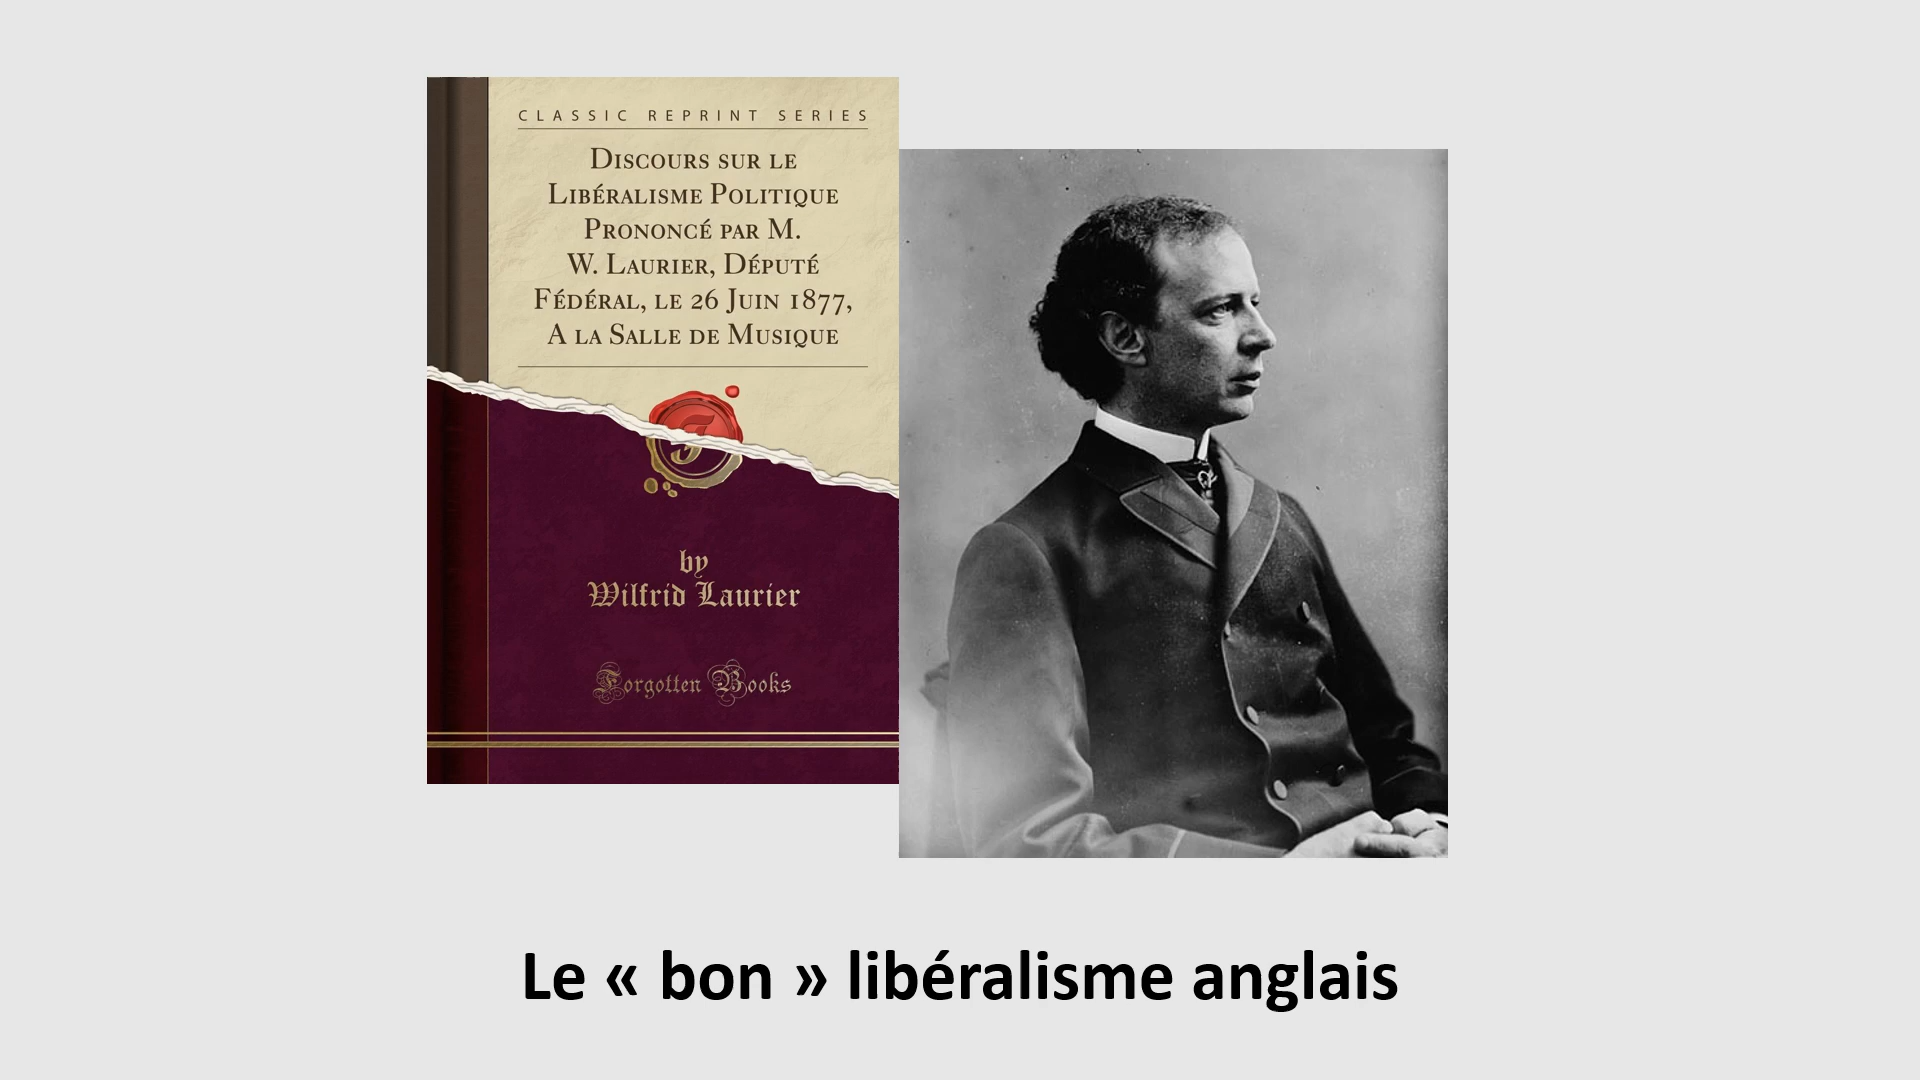 CLASSIC REPRINT SERIES
Discours sur le
Libéralisme Politique
Prononcé par M.
W. Laurier, Député
Fédéral, le 26 Juin 1877,
A la Salle de Musique
by
Wilfrid Laurier
Forgotten Books
Le « bon » libéralisme anglais